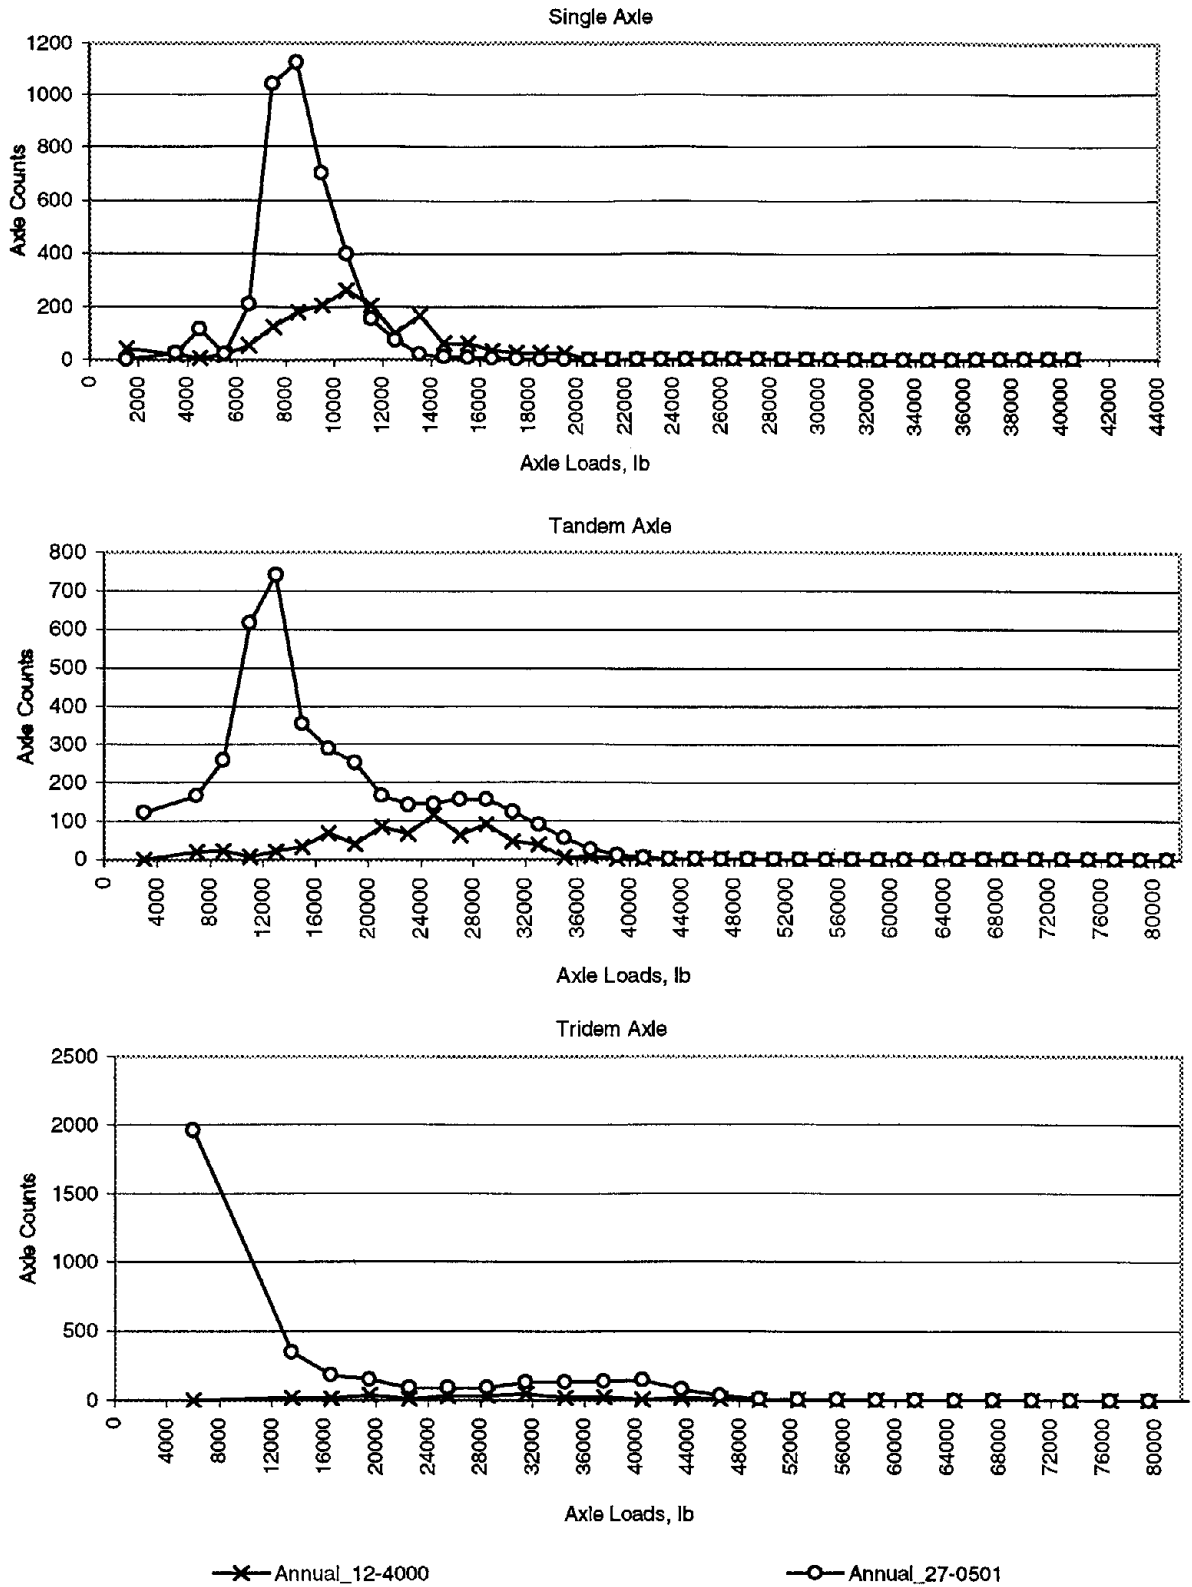 Single Axle
1200
1000
800
600
400
200
0
Axle Counts
0 2000 4000 6000 8000 10000 12000 14000 16000 18000 20000 22000 24000 26000 28000 30000 32000 34000 36000 38000 40000 42000 44000
Axle Loads, lb
Tandem Axle
800
700
600
500
400
300
200
100
0
Axle Counts
0 4000 8000 12000 16000 20000 24000 28000 32000 36000 40000 44000 48000 52000 56000 60000 64000 68000 72000 76000 80000
Axle Loads, lb
Tridem Axle
2500
2000
1500
1000
500
0
Axle Counts
0 4000 8000 12000 16000 20000 24000 28000 32000 36000 40000 44000 48000 52000 56000 60000 64000 68000 72000 76000 80000
Axle Loads, lb
Annual_12-4000 Annual_27-0501